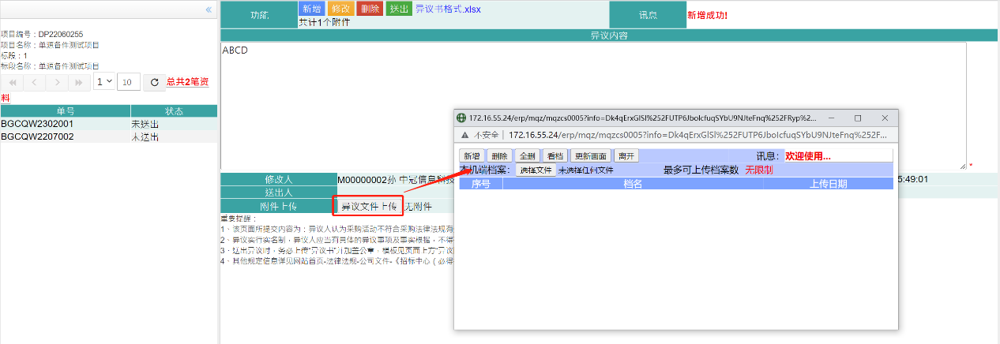 功能 新增 修改 删除 送出 异议书格式.xlsx 讯息 新增成功!
共计1个附件
项目编号：DP22060255
项目名称：单源备件测试项目
标段：1
标段名称：单源备件测试项目
1 10 总共2笔资
料
单号 状态
BGCQW2302001 未送出
BGCQW2207002 未送出
异议内容
ABCD
*
修改人 M00000002孙 中冠信息科技 5:49:01
送出人
附件上传 异议文件上传 无附件
重要提醒：
1、该页面所提交内容为：异议人认为采购活动不符合采购法律法规有
2、异议实行实名制，异议人应当有具体的异议事项及事实根据，不得
3、送出异议时，务必上传“异议书”并加盖公章，模板见页面上方“异议
4、其他规定信息详见网站首页-法律法规-公司文件-《招标中心（必得
172.16.55.24/erp/mqz/mqzcs0005?info=Dk4qErxGlSl%252FUTP6JboIcfuqSYbU9NJteFnq%252FRyp%2...
不安全 | 172.16.55.24/erp/mqz/mqzcs0005?info=Dk4qErxGlSl%252FUTP6JboIcfuqSYbU9NJteFnq%252F...
新增 删除 全删 看档 更新画面 离开 讯息： 欢迎使用...
本机端档案： 选择文件 未选择任何文件 最多可上传档案数 无限制
序号 档名 上传日期